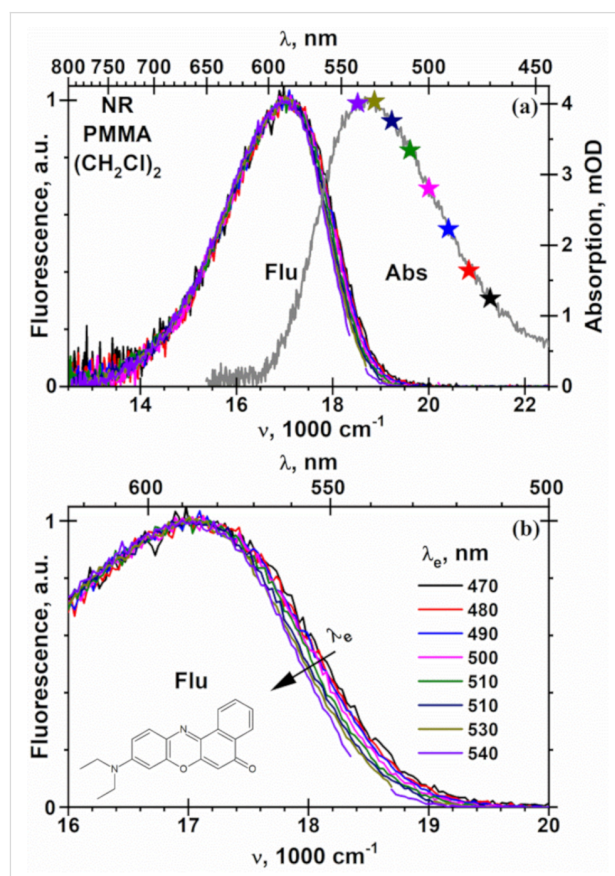 λ, nm
800 750 700 650 600 550 500 450
NR
PMMA
(CH₂Cl)₂
(a)
Fluorescence, a.u.
1
0
Flu
Abs
4
3
2
1
0
Absorption, mOD
14 16 18 20 22
ν, 1000 cm⁻¹
λ, nm
600 550 500
(b)
Fluorescence, a.u.
1
0
λₑ, nm
470
480
490
500
510
510
530
540
λₑ
Flu
N
N
O
O
16 17 18 19 20
ν, 1000 cm⁻¹